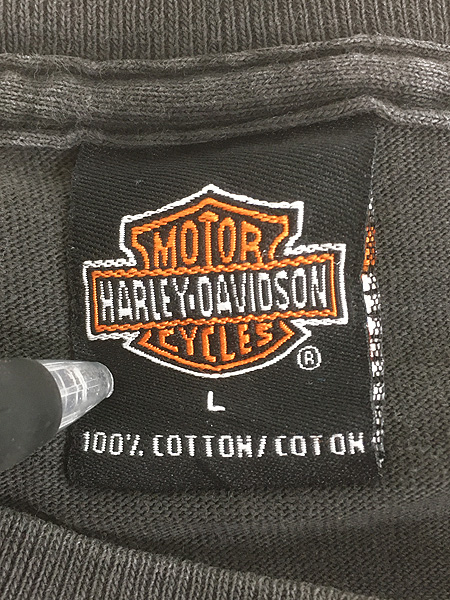 MOTOR
HARLEY-DAVIDSON
CYCLES
®
L
100% COTTON/COTON